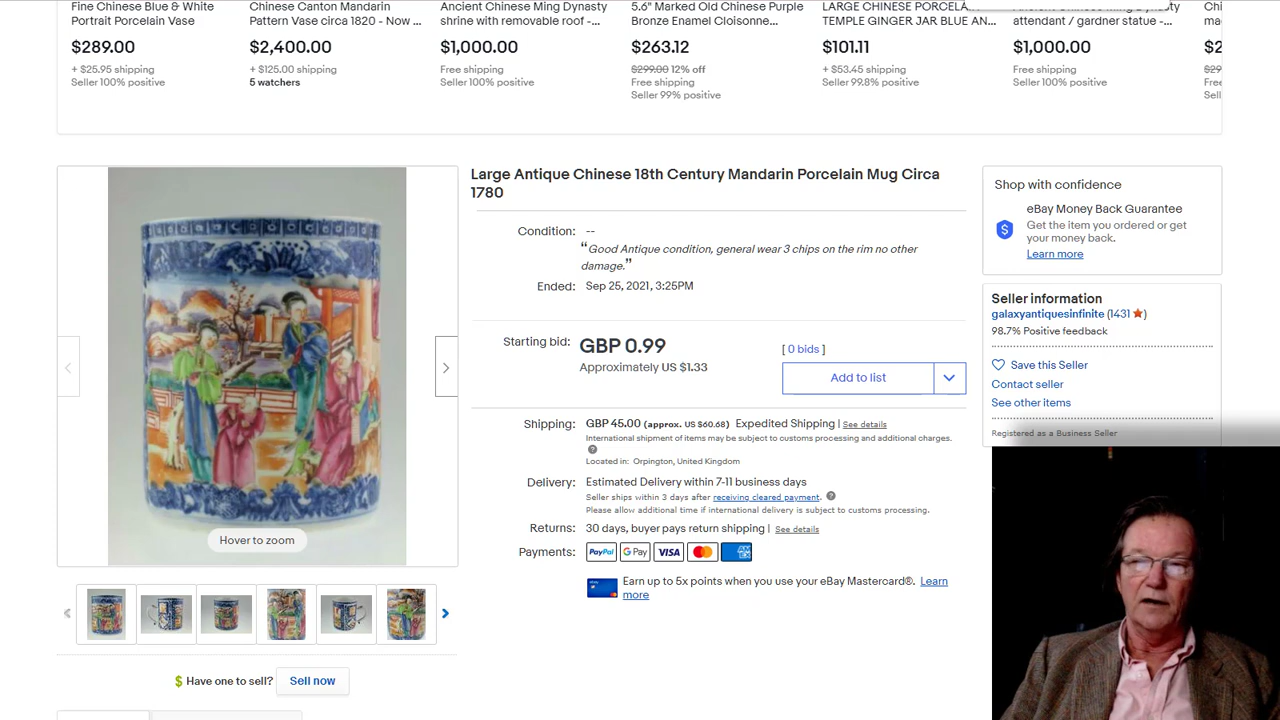 Fine Chinese Blue & White
Portrait Porcelain Vase
$289.00
+ $25.95 shipping
Seller 100% positive
Chinese Canton Mandarin
Pattern Vase circa 1820 - Now ...
$2,400.00
+ $125.00 shipping
5 watchers
Ancient Chinese Ming Dynasty
shrine with removable roof -...
$1,000.00
Free shipping
Seller 100% positive
5.6" Marked Old Chinese Purple
Bronze Enamel Cloisonne...
$263.12
$299.00 12% off
Free shipping
Seller 99% positive
LARGE CHINESE
TEMPLE GINGER JAR BLUE AN...
$101.11
+ $53.45 shipping
Seller 99.8% positive
Ancient Chinese Ming Dynasty
attendant / gardner statue -...
$1,000.00
Free shipping
Seller 100% positive
Large Antique Chinese 18th Century Mandarin Porcelain Mug Circa
1780
Condition: --
“Good Antique condition, general wear 3 chips on the rim no other
damage.”
Ended: Sep 25, 2021, 3:25PM
Starting bid: GBP 0.99 [ 0 bids ]
Approximately US $1.33
Add to list
Shipping: GBP 45.00 (approx. US $60.68) Expedited Shipping | See details
International shipment of items may be subject to customs processing and additional charges.
Located in: Orpington, United Kingdom
Delivery: Estimated Delivery within 7-11 business days
Seller ships within 3 days after receiving cleared payment.
Please allow additional time if international delivery is subject to customs processing.
Returns: 30 days, buyer pays return shipping | See details
Payments: PayPal G Pay VISA
Earn up to 5x points when you use your eBay Mastercard®. Learn
more
Hover to zoom
Have one to sell? Sell now
Shop with confidence
eBay Money Back Guarantee
Get the item you ordered or get
your money back.
Learn more
Seller information
galaxyantiquesinfinite (1431)
98.7% Positive feedback
Save this Seller
Contact seller
See other items
Registered as a Business Seller